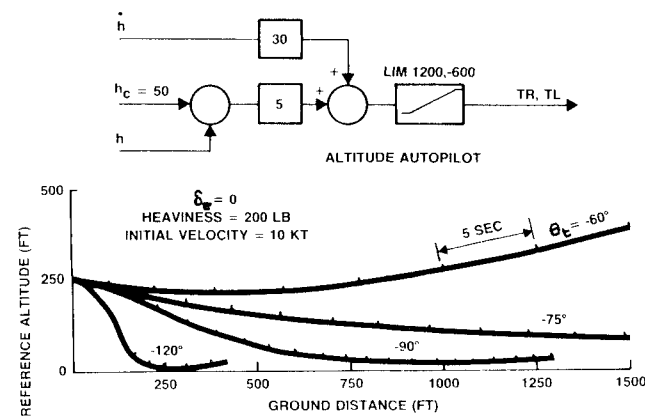 ḣ
30
LIM 1200,-600
+
h_c = 50
5
+
TR, TL
h
ALTITUDE AUTOPILOT
500
250
0
REFERENCE ALTITUDE (FT)
δ_e = 0
HEAVINESS = 200 LB
INITIAL VELOCITY = 10 KT
5 SEC
θ_t = -60°
-75°
-90°
-120°
250
500
750
1000
1250
1500
GROUND DISTANCE (FT)